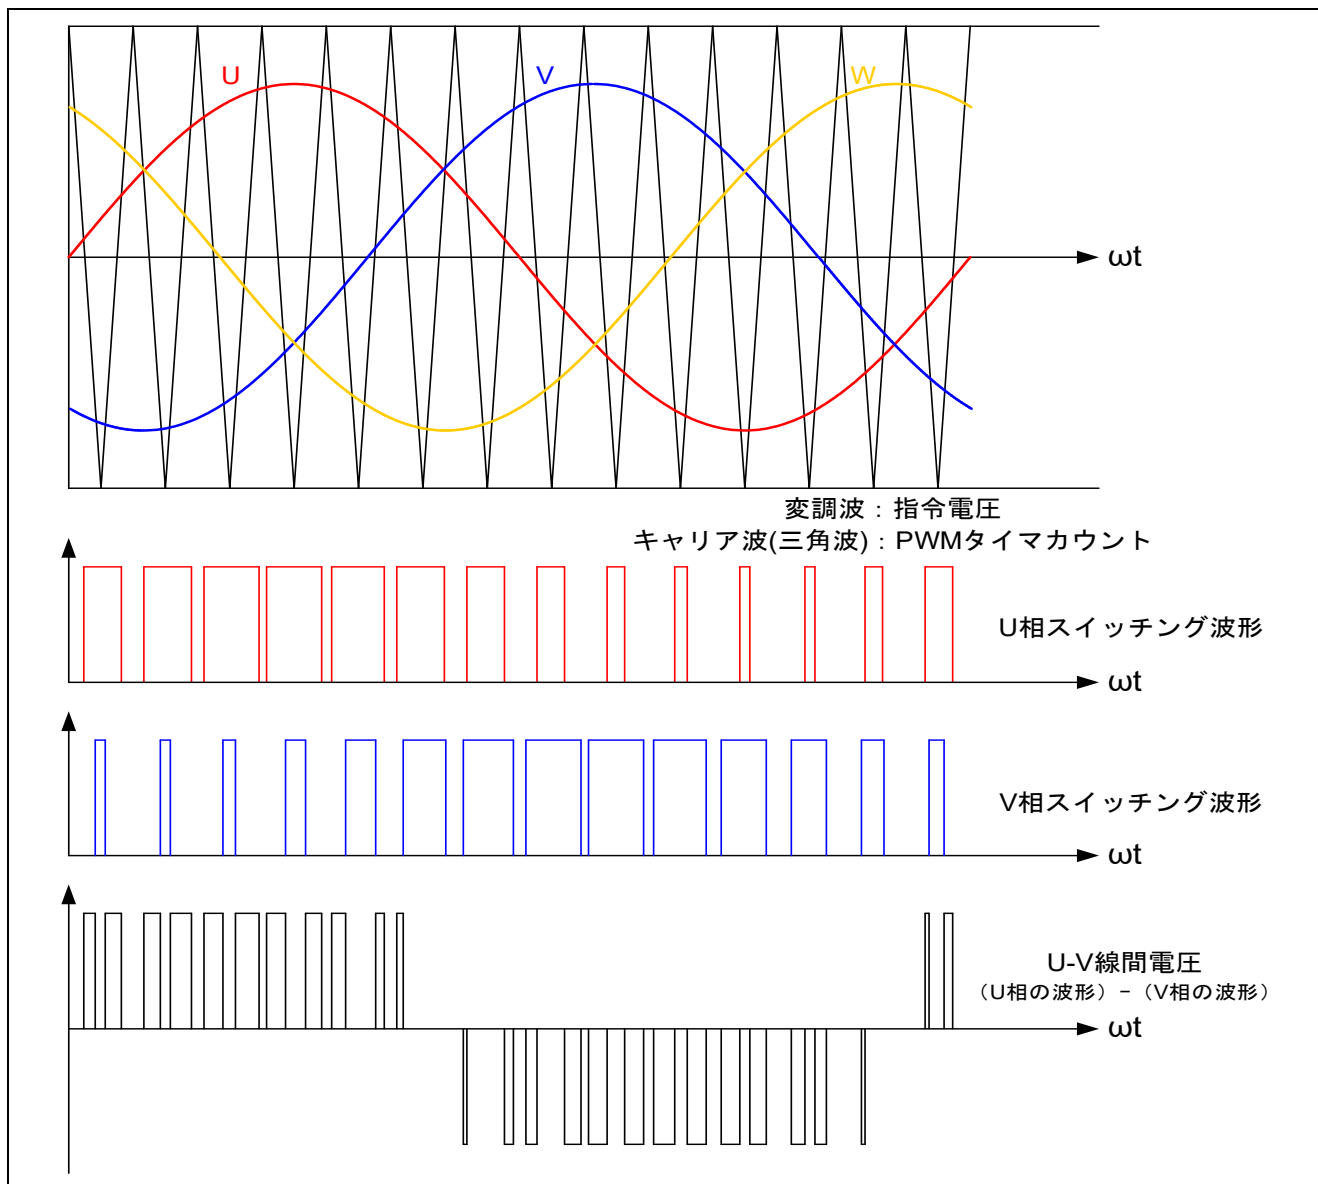 U
V
W
ωt
変調波：指令電圧
キャリア波(三角波)：PWMタイマカウント
U相スイッチング波形
ωt
V相スイッチング波形
ωt
U-V線間電圧
（U相の波形）－（V相の波形）
ωt